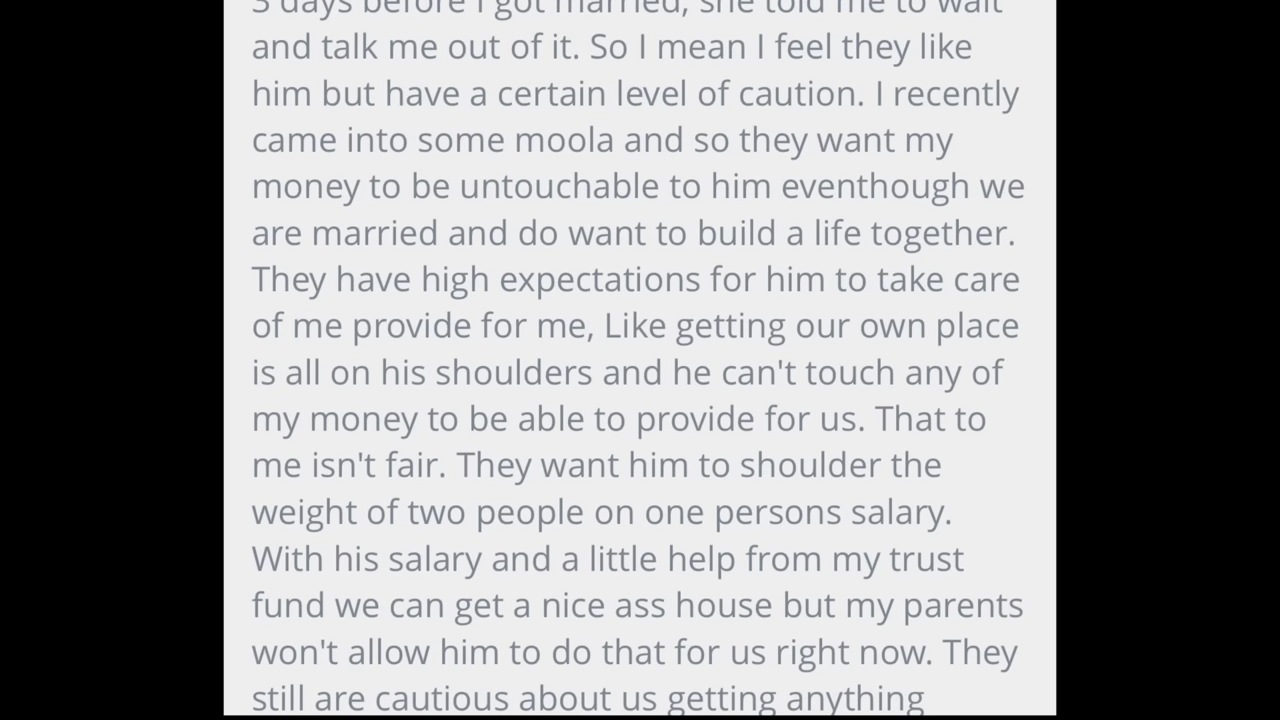 3 days before I got married, she told me to wait
and talk me out of it. So I mean I feel they like
him but have a certain level of caution. I recently
came into some moola and so they want my
money to be untouchable to him eventhough we
are married and do want to build a life together.
They have high expectations for him to take care
of me provide for me, Like getting our own place
is all on his shoulders and he can't touch any of
my money to be able to provide for us. That to
me isn't fair. They want him to shoulder the
weight of two people on one persons salary.
With his salary and a little help from my trust
fund we can get a nice ass house but my parents
won't allow him to do that for us right now. They
still are cautious about us getting anything